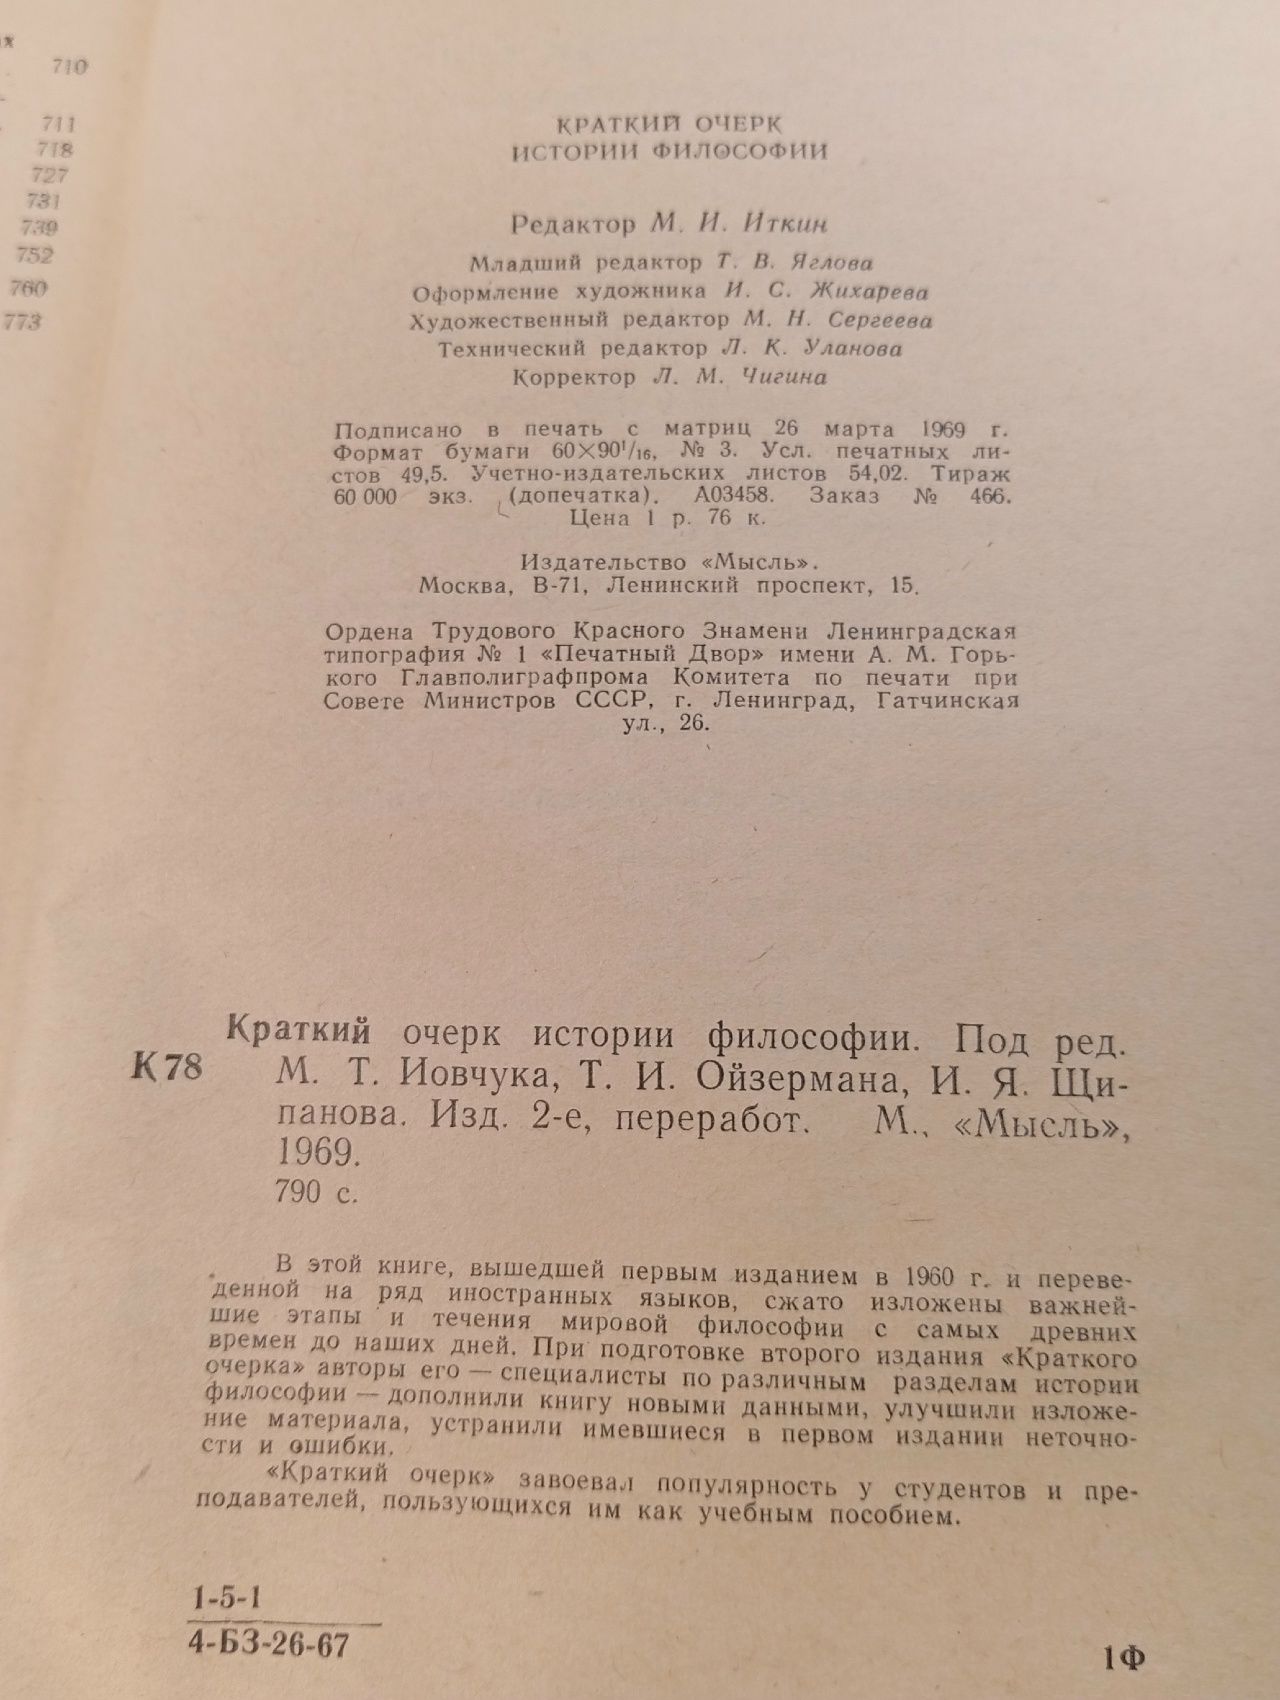 710
711
718
727
731
739
752
760
773
КРАТКИЙ ОЧЕРК
ИСТОРИИ ФИЛОСОФИИ
Редактор М. И. Иткин
Младший редактор Т. В. Яглова
Оформление художника И. С. Жихарева
Художественный редактор М. Н. Сергеева
Технический редактор Л. К. Уланова
Корректор Л. М. Чигина
Подписано в печать с матриц 26 марта 1969 г.
Формат бумаги 60×90¹/₁₆, № 3. Усл. печатных ли-
стов 49,5. Учетно-издательских листов 54,02. Тираж
60 000 экз. (допечатка). А03458. Заказ № 466.
Цена 1 р. 76 к.
Издательство «Мысль».
Москва, В-71, Ленинский проспект, 15.
Ордена Трудового Красного Знамени Ленинградская
типография № 1 «Печатный Двор» имени А. М. Горь-
кого Главполиграфпрома Комитета по печати при
Совете Министров СССР, г. Ленинград, Гатчинская
ул., 26.
Краткий очерк истории философии. Под ред.
К78 М. Т. Иовчука, Т. И. Ойзермана, И. Я. Щи-
панова. Изд. 2-е, переработ. М., «Мысль»,
1969.
790 с.
В этой книге, вышедшей первым изданием в 1960 г. и переве-
денной на ряд иностранных языков, сжато изложены важней-
шие этапы и течения мировой философии с самых древних
времен до наших дней. При подготовке второго издания «Краткого
очерка» авторы его — специалисты по различным разделам истории
философии — дополнили книгу новыми данными, улучшили изложе-
ние материала, устранили имевшиеся в первом издании неточно-
сти и ошибки.
«Краткий очерк» завоевал популярность у студентов и пре-
подавателей, пользующихся им как учебным пособием.
1-5-1
4-БЗ-26-67
1Ф